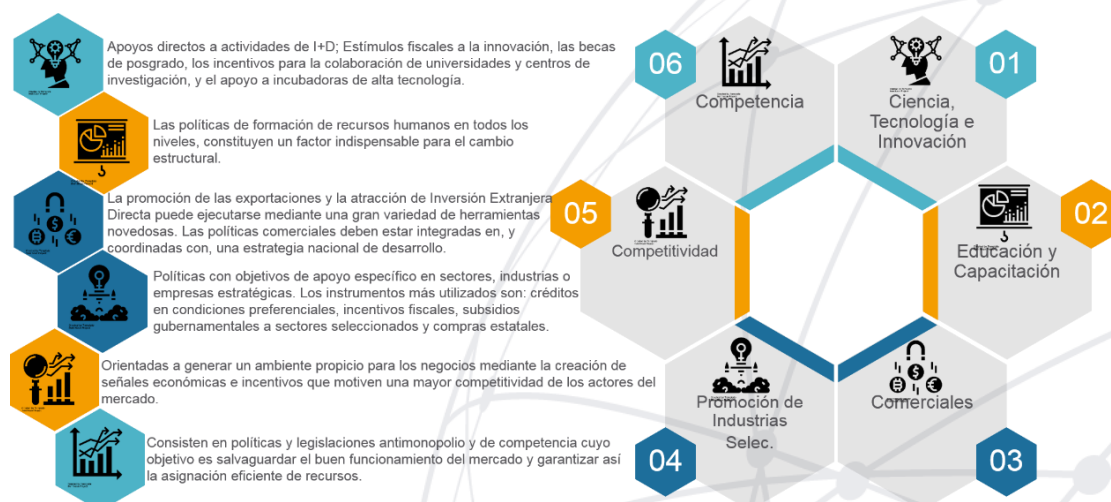 Apoyos directos a actividades de I+D; Estímulos fiscales a la innovación, las becas
de posgrado, los incentivos para la colaboración de universidades y centros de
investigación, y el apoyo a incubadoras de alta tecnología.
Las políticas de formación de recursos humanos en todos los
niveles, constituyen un factor indispensable para el cambio
estructural.
La promoción de las exportaciones y la atracción de Inversión Extranjera
Directa puede ejecutarse mediante una gran variedad de herramientas
novedosas. Las políticas comerciales deben estar integradas en, y
coordinadas con, una estrategia nacional de desarrollo.
Políticas con objetivos de apoyo específico en sectores, industrias o
empresas estratégicas. Los instrumentos más utilizados son: créditos
en condiciones preferenciales, incentivos fiscales, subsidios
gubernamentales a sectores seleccionados y compras estatales.
Orientadas a generar un ambiente propicio para los negocios mediante la creación de
señales económicas e incentivos que motiven una mayor competitividad de los actores del
mercado.
Consisten en políticas y legislaciones antimonopolio y de competencia cuyo
objetivo es salvaguardar el buen funcionamiento del mercado y garantizar así
la asignación eficiente de recursos.
01
Ciencia,
Tecnología e
Innovación
02
Educación y
Capacitación
03
Comerciales
04
Promoción de
Industrias
Selec.
05
Competitividad
06
Competencia